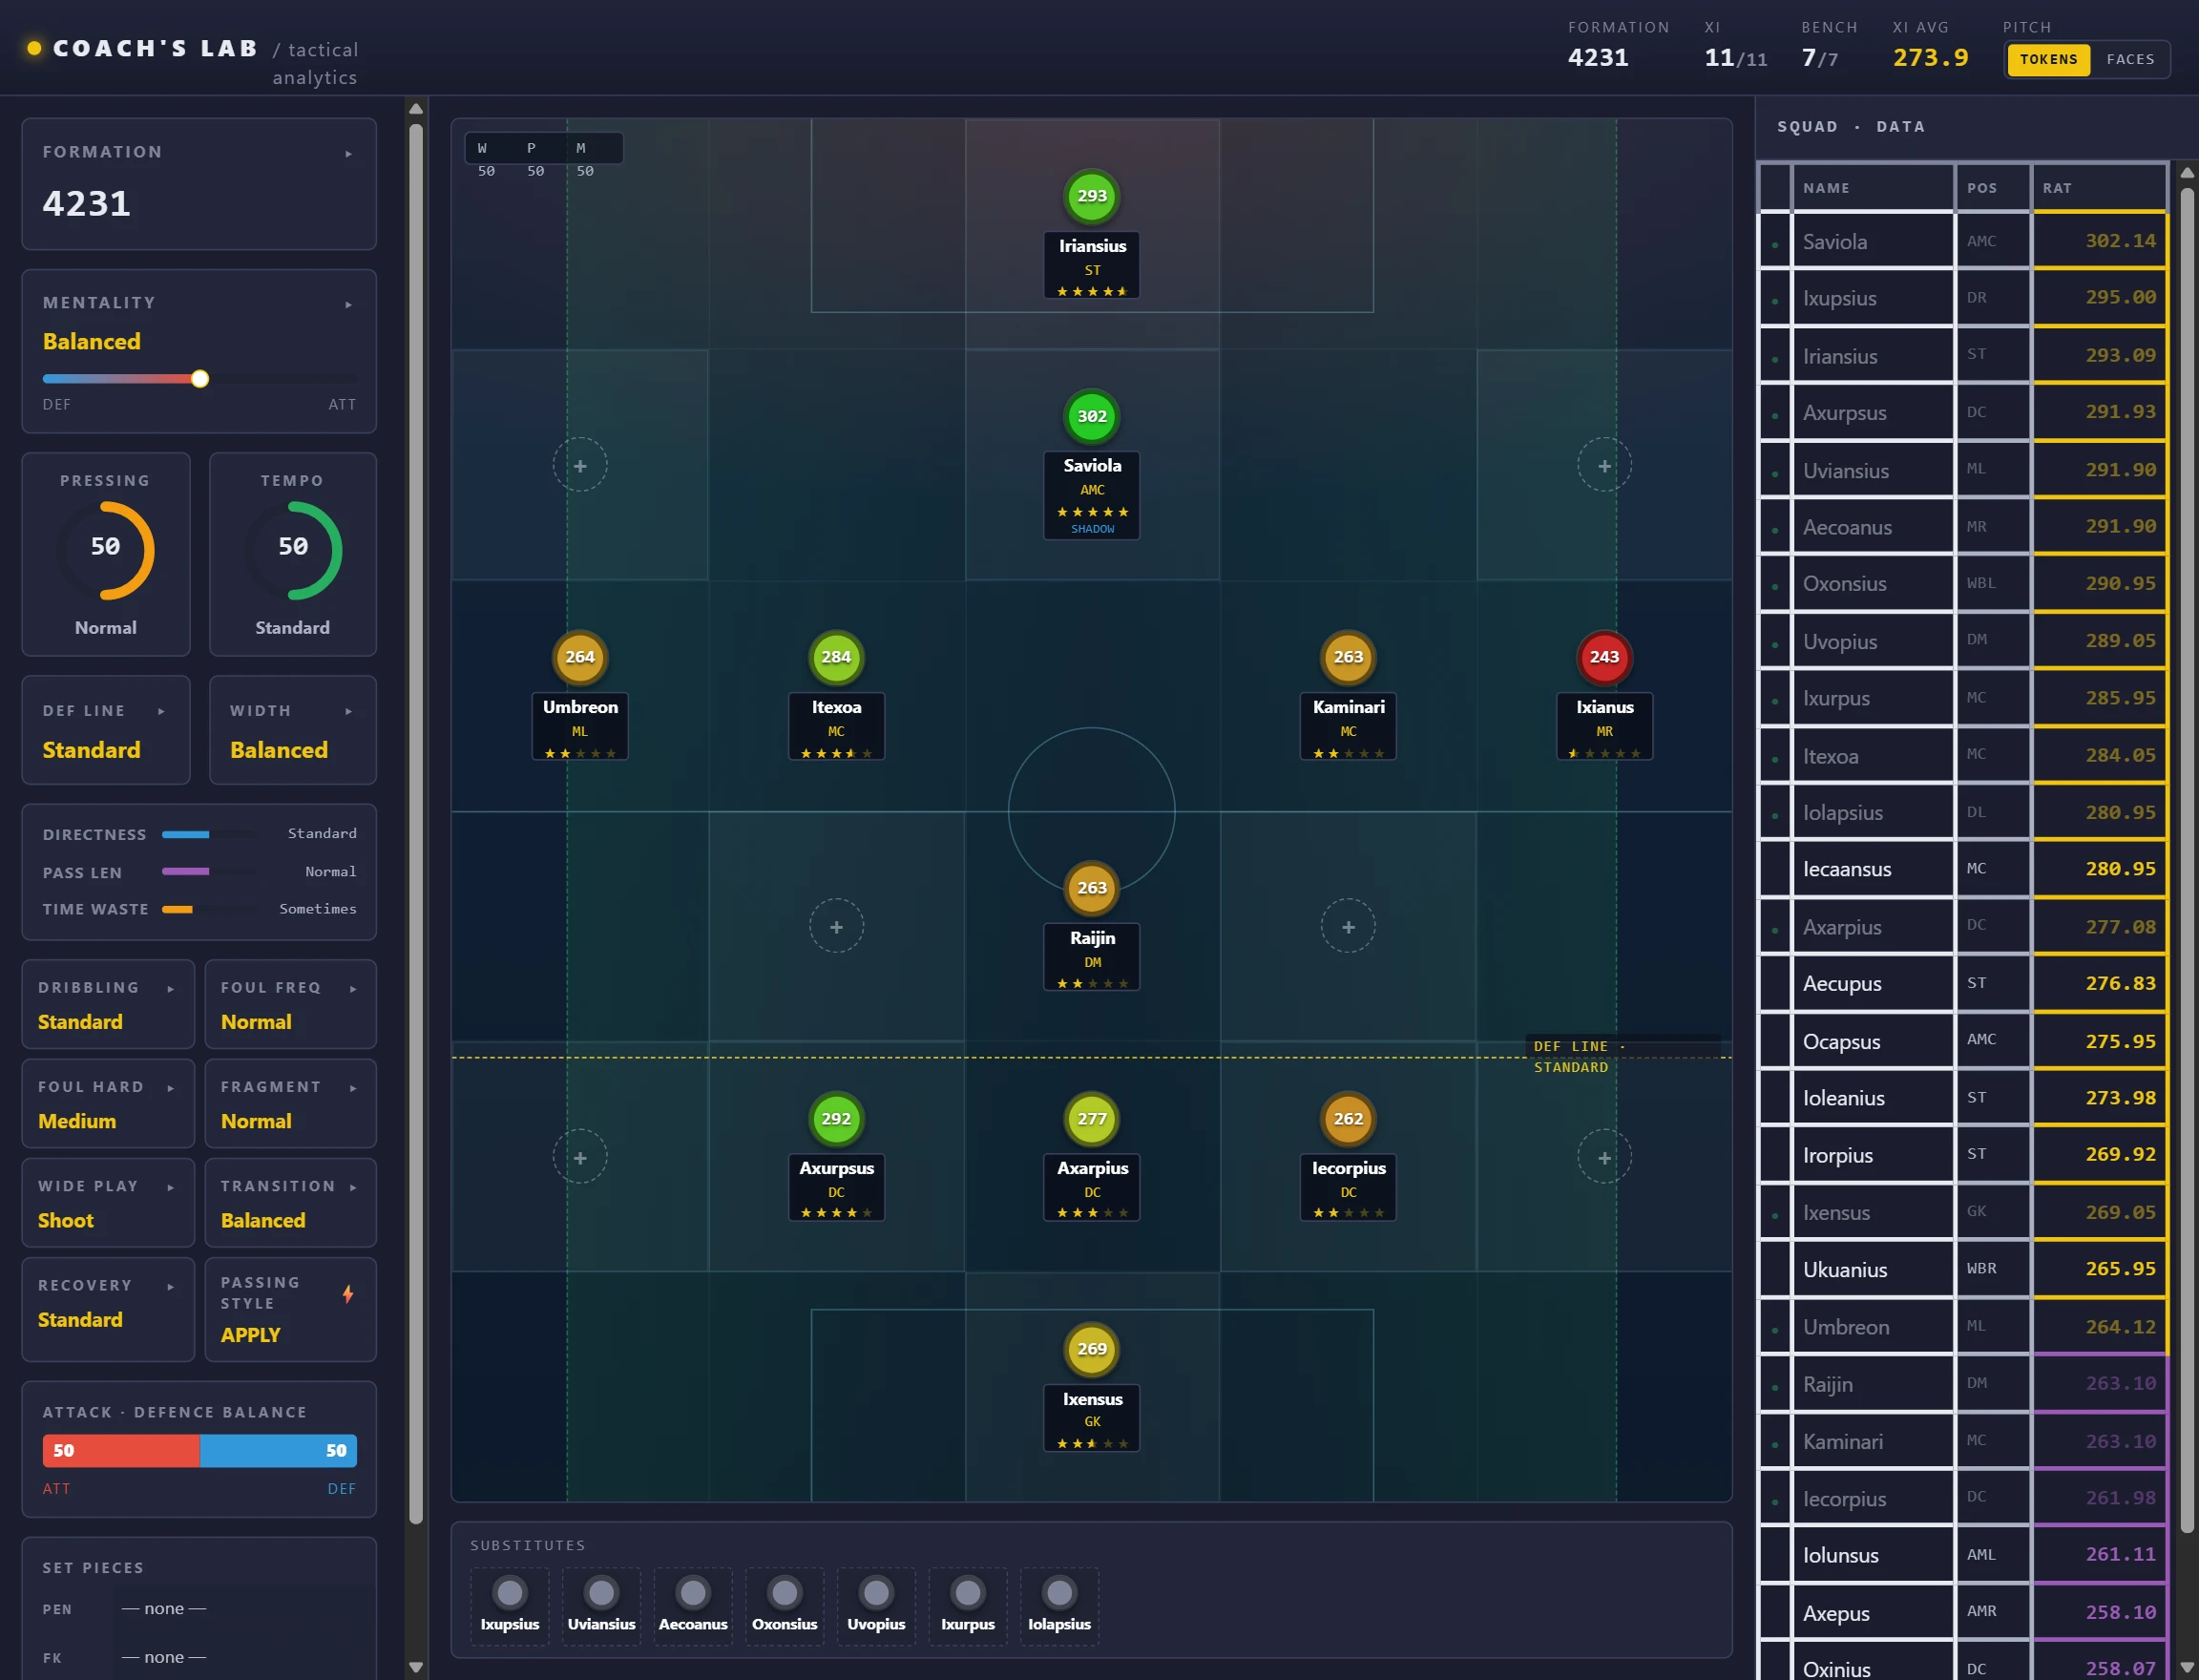 COACH'S LAB / tactical
analytics
FORMATION XI BENCH XI AVG PITCH
4231 11/11 7/7 273.9 TOKENS FACES
FORMATION ▸
4231
MENTALITY ▸
Balanced
DEF ATT
PRESSING TEMPO
50 50
Normal Standard
DEF LINE ▸ WIDTH ▸
Standard Balanced
DIRECTNESS Standard
PASS LEN Normal
TIME WASTE Sometimes
DRIBBLING ▸ FOUL FREQ ▸
Standard Normal
FOUL HARD ▸ FRAGMENT ▸
Medium Normal
WIDE PLAY ▸ TRANSITION ▸
Shoot Balanced
RECOVERY ▸ PASSING
STYLE
Standard APPLY
ATTACK · DEFENCE BALANCE
50 50
ATT DEF
SET PIECES
PEN — none —
FK — none —
W P M
50 50 50
293
Iriansius
ST
★★★★
302
Saviola
AMC
★★★★★
SHADOW
264 284 263 243
Umbreon Itexoa Kaminari Ixianus
ML MC MC MR
263
Raijin
DM
DEF LINE ·
STANDARD
292 277 262
Axurpsus Axarpius Iecorpius
DC DC DC
269
Ixensus
GK
SUBSTITUTES
Ixupsius Uviansius Aecoanus Oxonsius Uvopius Ixurpus Iolapsius
SQUAD · DATA
NAME POS RAT
Saviola AMC 302.14
Ixupsius DR 295.00
Iriansius ST 293.09
Axurpsus DC 291.93
Uviansius ML 291.90
Aecoanus MR 291.90
Oxonsius WBL 290.95
Uvopius DM 289.05
Ixurpus MC 285.95
Itexoa MC 284.05
Iolapsius DL 280.95
Iecaansus MC 280.95
Axarpius DC 277.08
Aecupus ST 276.83
Ocapsus AMC 275.95
Ioleanius ST 273.98
Irorpius ST 269.92
Ixensus GK 269.05
Ukuanius WBR 265.95
Umbreon ML 264.12
Raijin DM 263.10
Kaminari MC 263.10
Iecorpius DC 261.98
Iolunsus AML 261.11
Axepus AMR 258.10
Oxinius DC 258.07